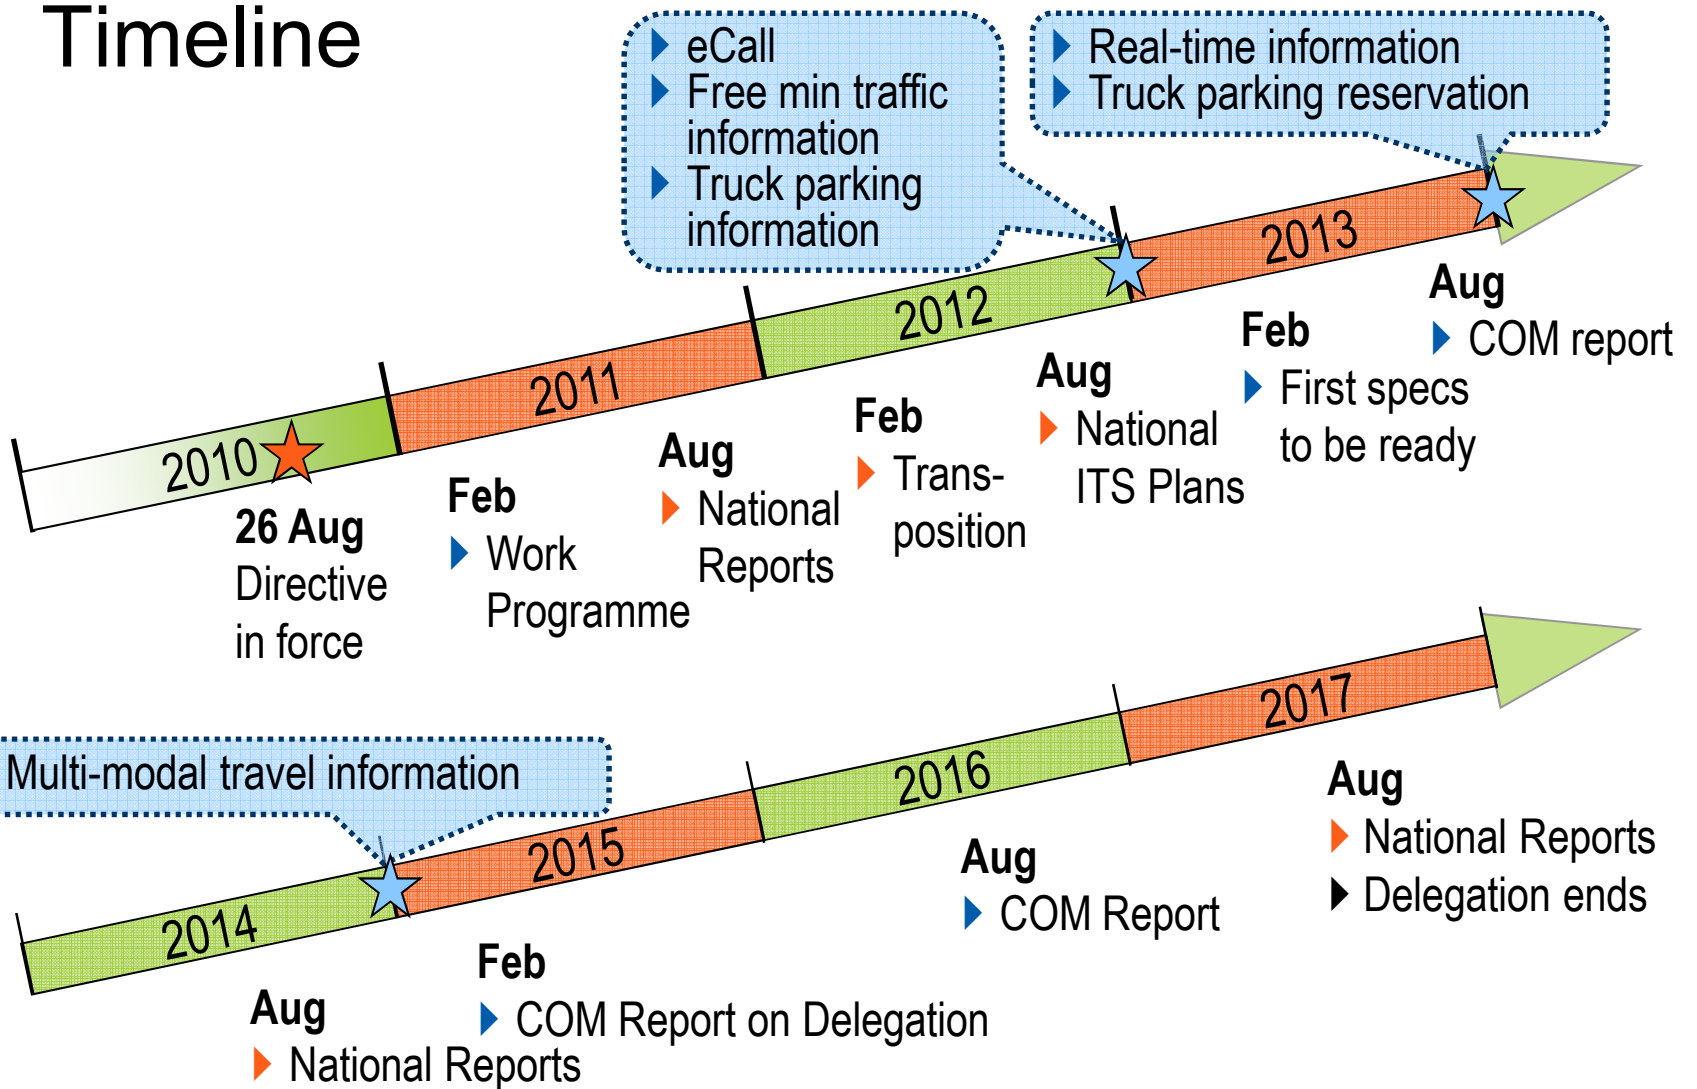 Timeline
eCall
Free min traffic
information
Truck parking
information
Real-time information
Truck parking reservation
2010
2011
2012
2013
26 Aug
Directive
in force
Feb
Work
Programme
Aug
National
Reports
Feb
Trans-
position
Aug
National
ITS Plans
Feb
First specs
to be ready
Aug
COM report
Multi-modal travel information
2014
2015
2016
2017
Aug
National Reports
Feb
COM Report on Delegation
Aug
COM Report
Aug
National Reports
Delegation ends